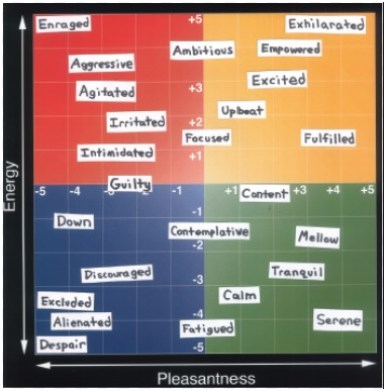 +5
Enraged
Exhilarated
Ambitious
Empowered
Aggressive
Excited
Agitated
+3
Upbeat
Irritated
+2
Focused
Fulfilled
Intimidated
+1
Guilty
-5 -1 +1 +4 +5
Content
Down
-1
Contemplative
Mellow
-2
Discouraged
Tranquil
-3
Calm
Excluded
-4
Alienated
Serene
Fatigued
Despair
-5
Energy
Pleasantness